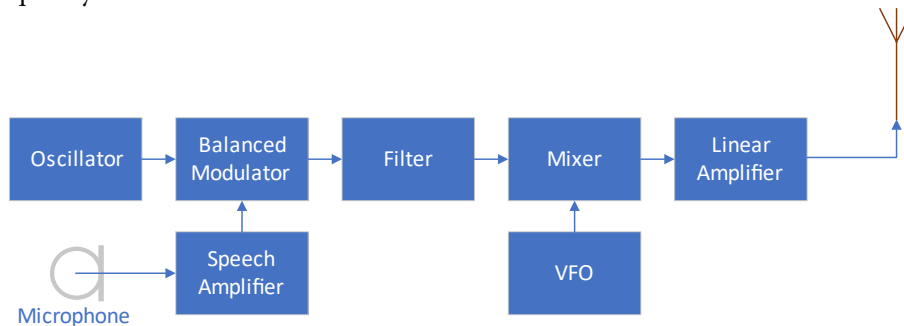 Oscillator
Balanced
Modulator
Filter
Mixer
Linear
Amplifier
Speech
Amplifier
VFO
Microphone